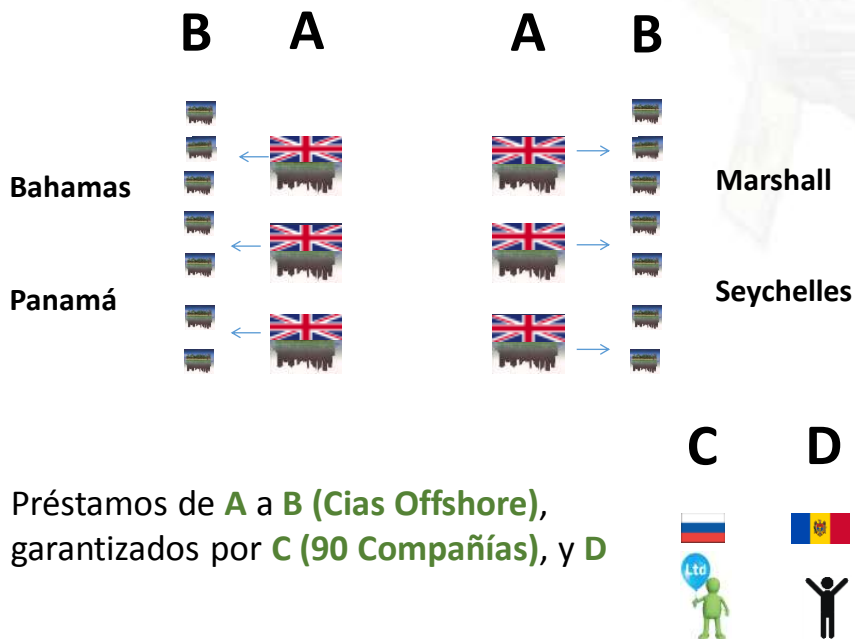 B A A B
Bahamas
Marshall
Panamá
Seychelles
C D
Préstamos de A a B (Cias Offshore),
garantizados por C (90 Compañías), y D
Ltd